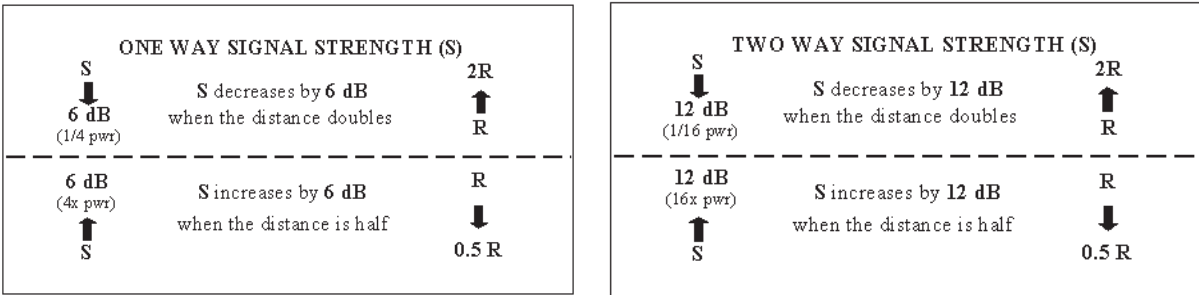 ONE WAY SIGNAL STRENGTH (S)
S
6 dB
(1/4 pwr)
S decreases by 6 dB
when the distance doubles
2R
R
6 dB
(4x pwr)
S
S increases by 6 dB
when the distance is half
R
0.5 R
TWO WAY SIGNAL STRENGTH (S)
S
12 dB
(1/16 pwr)
S decreases by 12 dB
when the distance doubles
2R
R
12 dB
(16x pwr)
S
S increases by 12 dB
when the distance is half
R
0.5 R